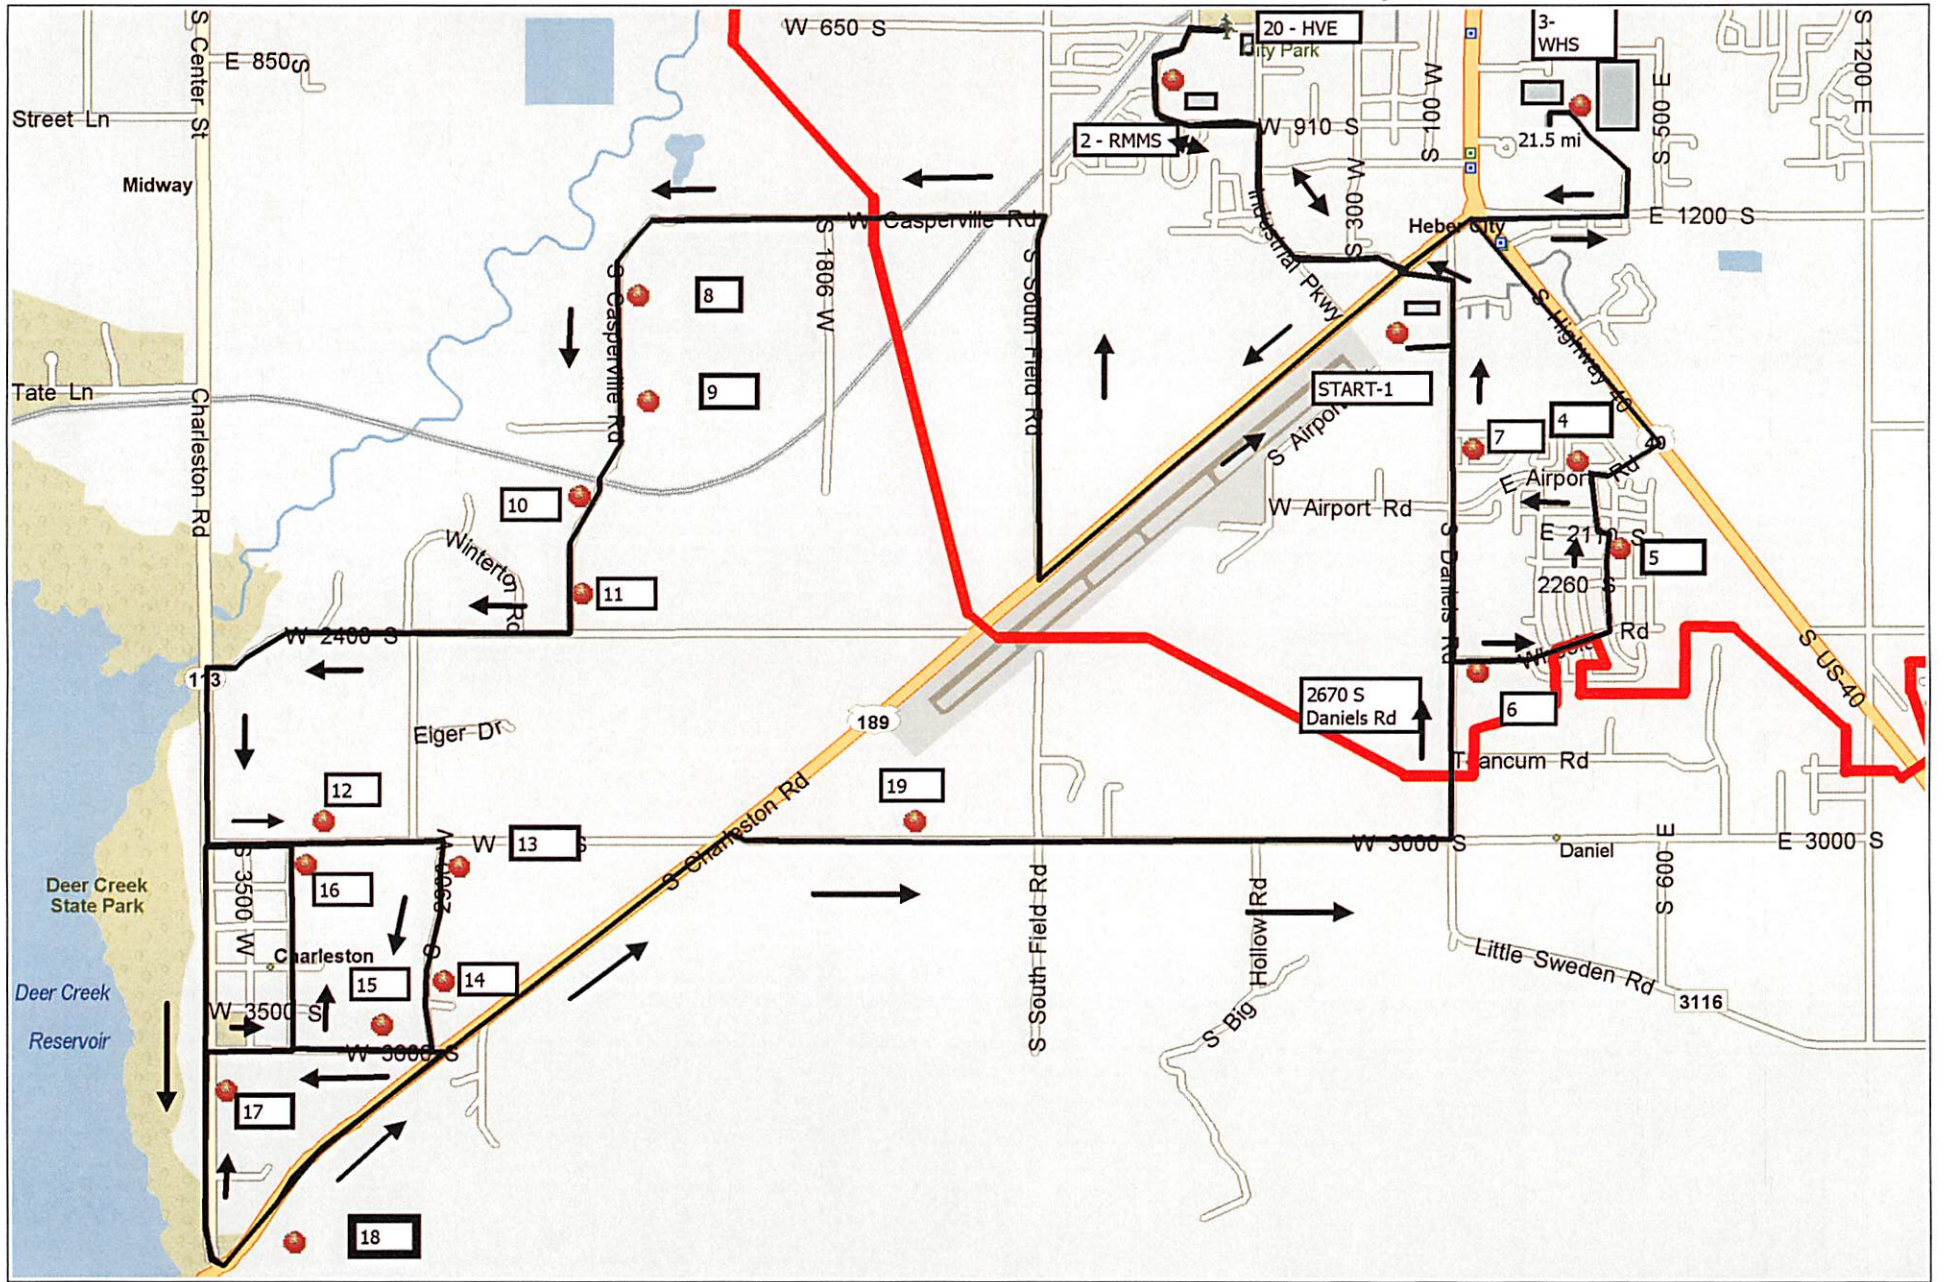 S Center St
E 850 S
W 650 S
20 - HVE
City Park
3-
WHS
S 1200 E
Street Ln
2 - RMMS
W 910 S
W 100 S
21.5 mi
S 500 E
Midway
W Casperville Rd
Industrial Pkwy
S 300 W
Heber City
E 1200 S
S 1806 W
S Casperville Rd
8
S South Field Rd
S Highway 40
Tate Ln
Charleston Rd
9
START-1
S Airport
7
4
40
E Airport Rd
10
W Airport Rd
Winterton Rd
S Daniels Rd
E 2110 S
5
2260 S
11
W 2400 S
Rd
113
189
2670 S
Daniels Rd
6
S US-40
Elger Dr
12
19
S Charleston Rd
W
13
S
W 3000 S
Daniel
E 3000 S
S 600 E
Deer Creek
State Park
S 3500 W
16
Charleston
15
14
S South Field Rd
S Big Hollow Rd
Little Sweden Rd
3116
Deer Creek
Reservoir
W 3500 S
W 3600 S
17
18